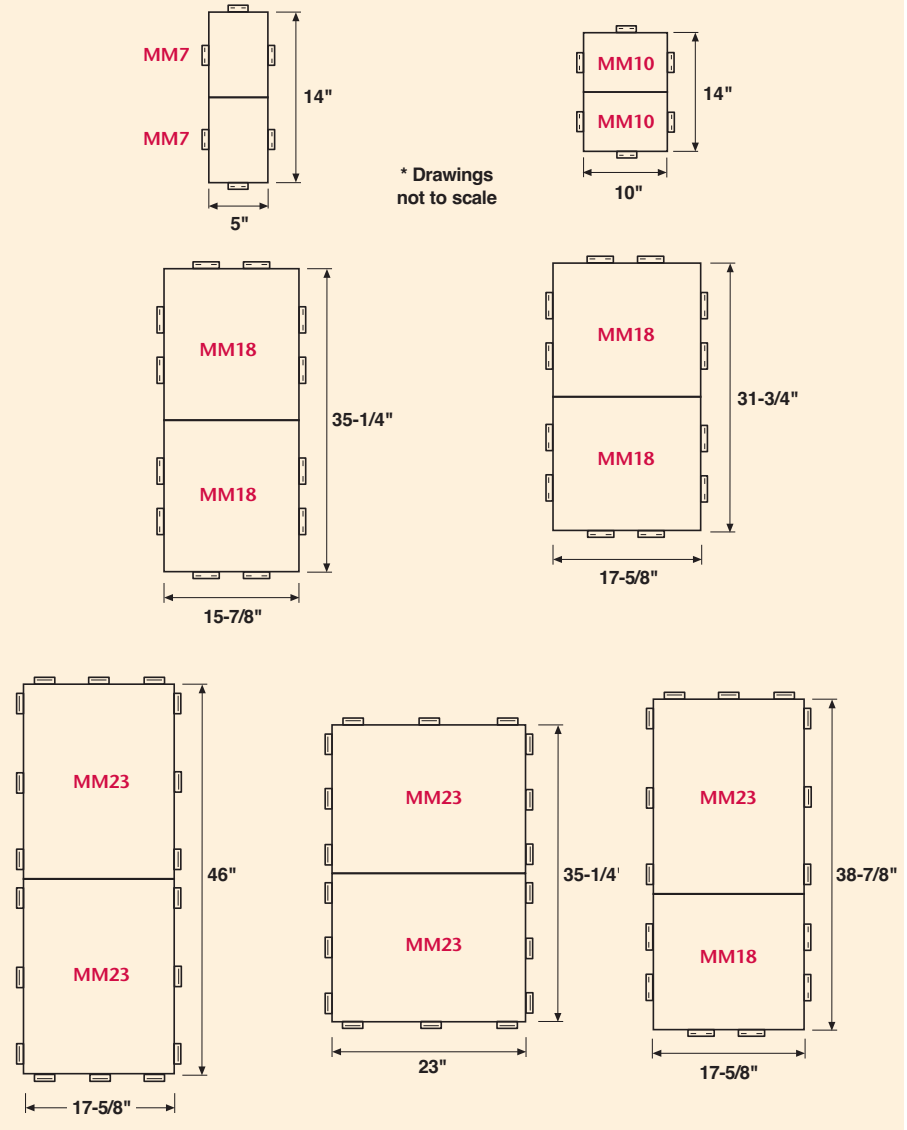 MM7
MM7
14"
5"
MM10
MM10
14"
10"
* Drawings
not to scale
MM18
MM18
35-1/4"
15-7/8"
MM18
MM18
31-3/4"
17-5/8"
MM23
MM23
46"
17-5/8"
MM23
MM23
35-1/4'
23"
MM23
MM18
38-7/8"
17-5/8"